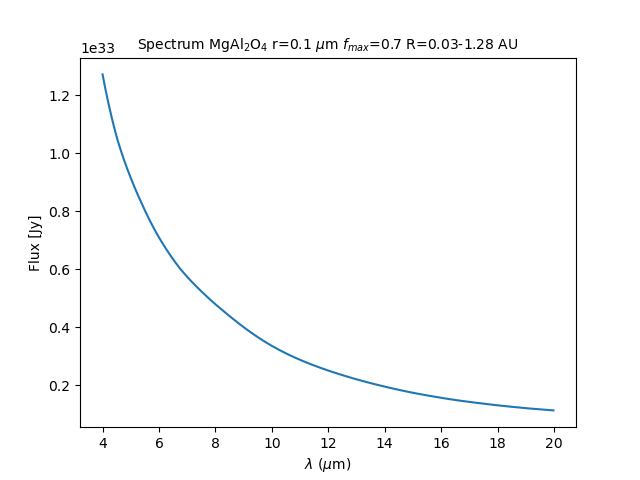 Spectrum MgAl₂O₄ r=0.1 μm f_max=0.7 R=0.03-1.28 AU
1e33
1.2
1.0
0.8
0.6
0.4
0.2
Flux [Jy]
4 6 8 10 12 14 16 18 20
λ (μm)